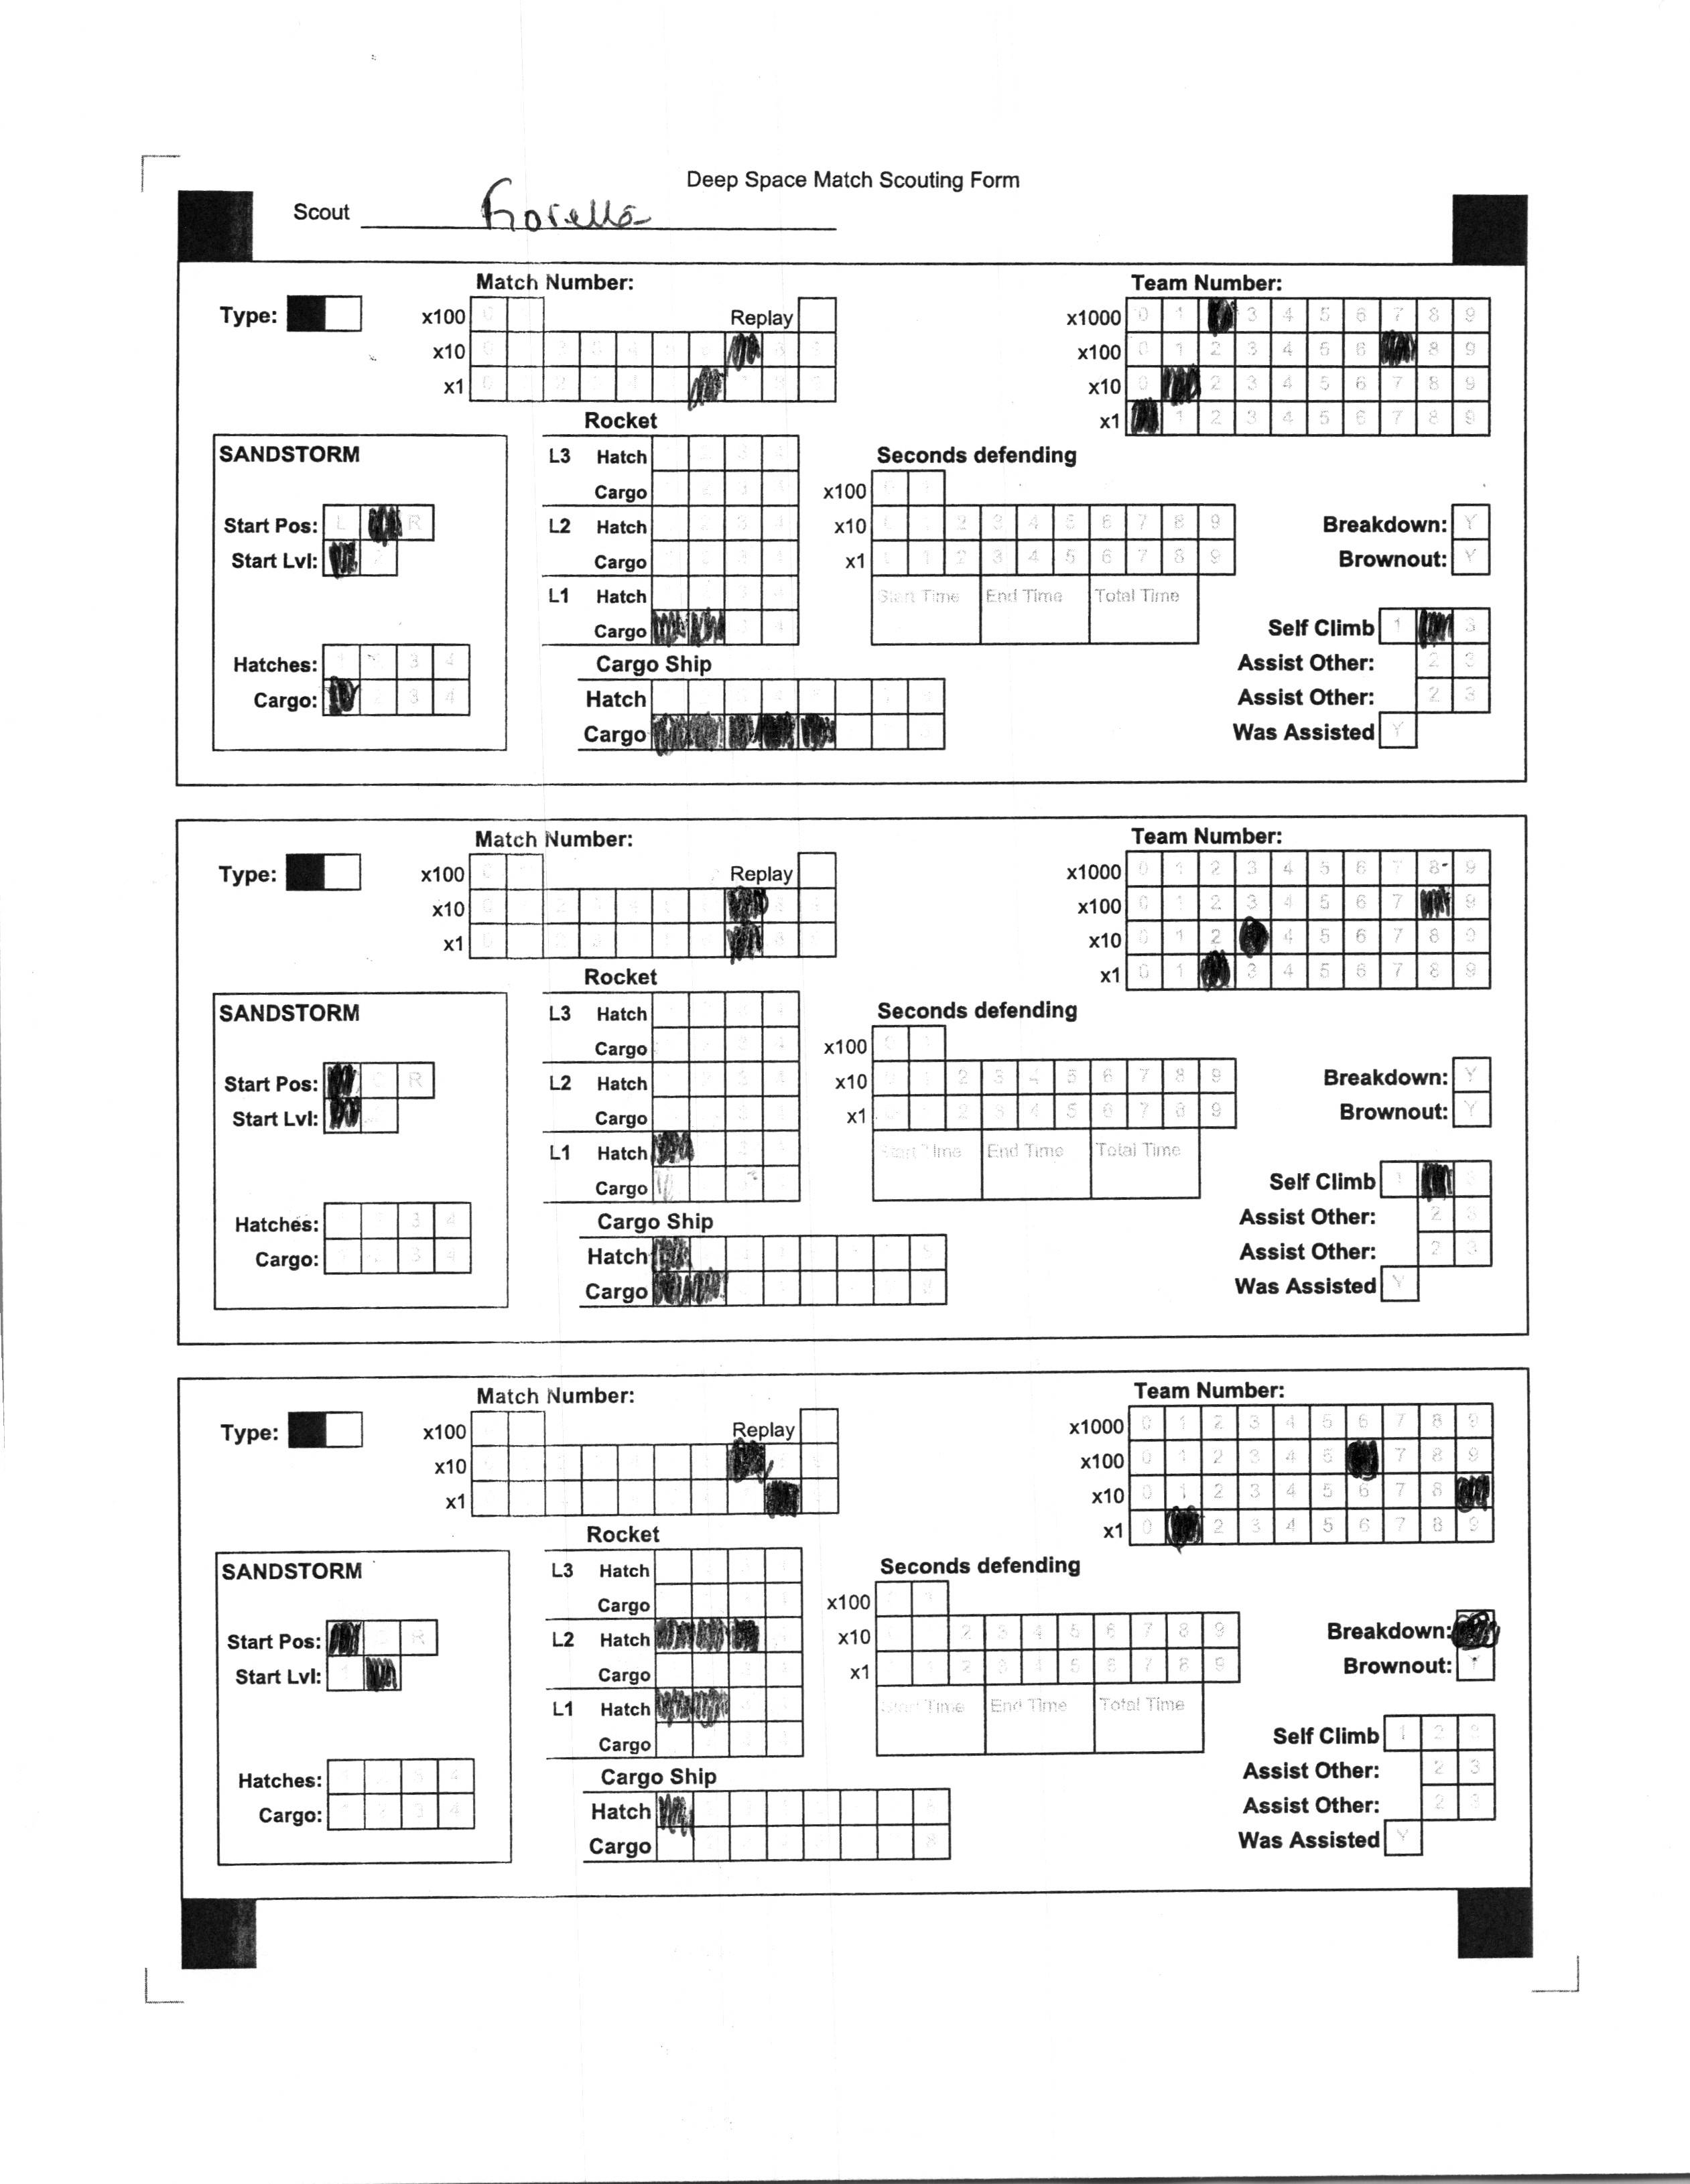 Deep Space Match Scouting Form
Scout Fiorella
Match Number: Team Number:
Type: x100 0 Replay x1000 0 1 3 4 5 6 7 8 9
x10 x100 0 1 2 3 4 5 6 8 9
x1 x10 0 2 3 4 5 6 7 8 9
Rocket x1 1 2 3 4 5 6 7 8 9
SANDSTORM L3 Hatch Seconds defending
Cargo x100
Start Pos: L R L2 Hatch x10 2 3 4 5 6 7 8 9 Breakdown: Y
Start Lvl: 2 Cargo x1 1 2 3 4 5 6 7 8 9 Brownout: Y
L1 Hatch Start Time End Time Total Time
Cargo Self Climb 1 3
Hatches: 3 4 Cargo Ship Assist Other: 2 3
Cargo: 2 3 4 Hatch Assist Other: 2 3
Cargo Was Assisted Y
Match Number: Team Number:
Type: x100 Replay x1000 0 1 2 3 4 5 6 7 8 9
x10 x100 0 1 2 3 4 5 6 7 9
x1 x10 0 1 2 4 5 6 7 8 9
Rocket x1 0 1 3 4 5 6 7 8 9
SANDSTORM L3 Hatch Seconds defending
Cargo x100
Start Pos: C R L2 Hatch x10 1 2 3 4 5 6 7 8 9 Breakdown: Y
Start Lvl: Cargo x1 2 3 4 5 6 7 8 9 Brownout: Y
L1 Hatch Start Time End Time Total Time
Cargo Self Climb
Hatches: 3 4 Cargo Ship Assist Other: 2 3
Cargo: 2 3 4 Hatch Assist Other: 2 3
Cargo Was Assisted Y
Match Number: Team Number:
Type: x100 Replay x1000 0 1 2 3 4 5 6 7 8 9
x10 x100 0 1 2 3 4 5 7 8 9
x1 x10 0 1 2 3 4 5 6 7 8
Rocket x1 0 2 3 4 5 6 7 8 9
SANDSTORM L3 Hatch Seconds defending
Cargo x100
Start Pos: R L2 Hatch x10 2 3 4 5 6 7 8 9 Breakdown:
Start Lvl: 1 Cargo x1 1 2 3 4 5 6 7 8 9 Brownout: Y
L1 Hatch Start Time End Time Total Time
Cargo Self Climb 1 2 3
Hatches: 3 4 Cargo Ship Assist Other: 2 3
Cargo: 1 2 3 4 Hatch Assist Other: 2 3
Cargo 8 Was Assisted Y